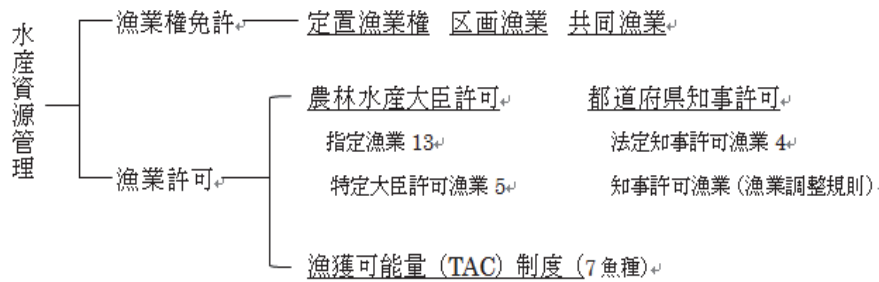 水産資源管理
漁業権免許
定置漁業権 区画漁業 共同漁業
漁業許可
農林水産大臣許可 都道府県知事許可
指定漁業 13 法定知事許可漁業 4
特定大臣許可漁業 5 知事許可漁業(漁業調整規則)
漁獲可能量(TAC)制度(7魚種)